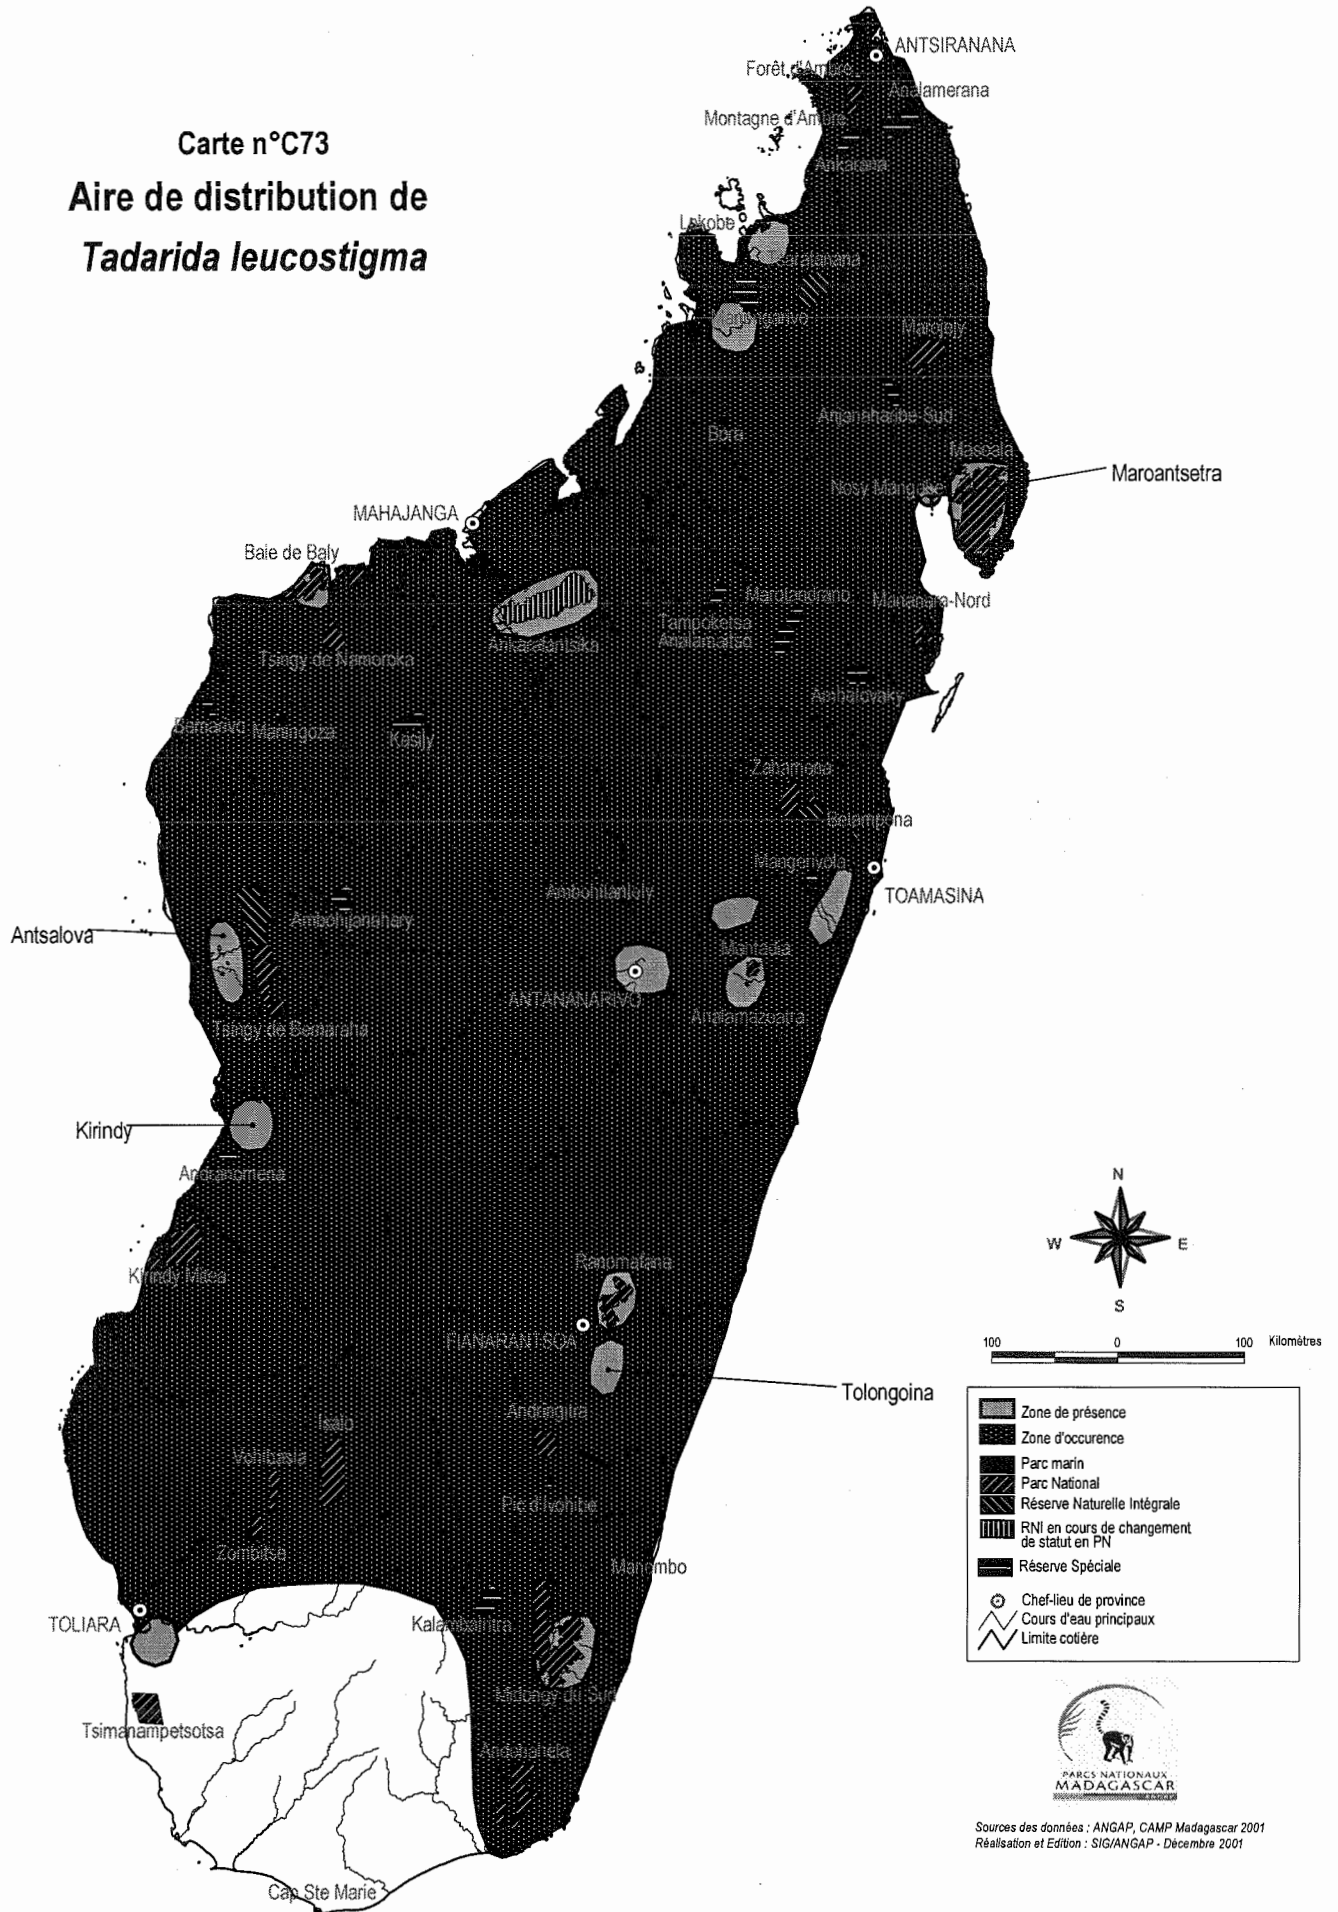 Carte n°C73
Aire de distribution de
Tadarida leucostigma
ANTSIRANANA
Forêt d'Ambre
Analamerana
Montagne d'Ambre
Ankarana
Lokobe
Marojejy
Anjanaharibe-Sud
Bora
Masoala
Maroantsetra
Nosy Mangabe
MAHAJANGA
Baie de Baly
Marotandrano
Mananara-Nord
Tampoketsa
Analamaitso
Ankarafantsika
Tsingy de Namoroka
Ambatovaky
Bemarivo
Maningoza
Kasijy
Zahamena
Betampona
Mangerivola
TOAMASINA
Ambohitantely
Ambohijanahary
Antsalova
Mantadia
ANTANANARIVO
Analamazoatra
Tsingy de Bemaraha
Kirindy
Andranomena
N
W
E
S
Kirindy Mitea
Ranomafana
FIANARANTSOA
100
0
100
Kilomètres
Tolongoina
Andringitra
Isalo
Vohibasia
Pic d'Ivohibe
Zombitse
Manombo
Zone de présence
Zone d'occurence
Parc marin
Parc National
Réserve Naturelle Intégrale
RNI en cours de changement
de statut en PN
Réserve Spéciale
Chef-lieu de province
Cours d'eau principaux
Limite cotière
TOLIARA
Kalambatritra
Midongy du Sud
Tsimanampetsotsa
Andohahela
Cap Ste Marie
PARCS NATIONAUX
MADAGASCAR
Sources des données : ANGAP, CAMP Madagascar 2001
Réalisation et Edition : SIG/ANGAP - Décembre 2001